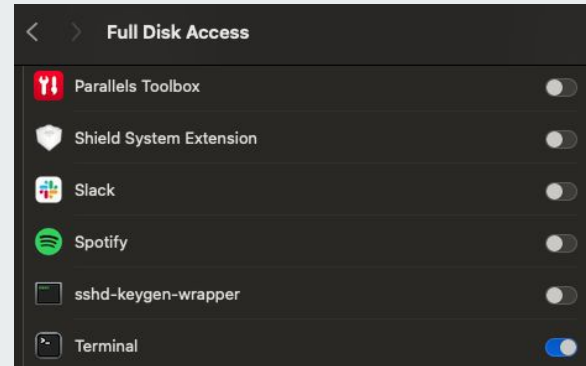 Full Disk Access
Parallels Toolbox
Shield System Extension
Slack
Spotify
sshd-keygen-wrapper
Terminal